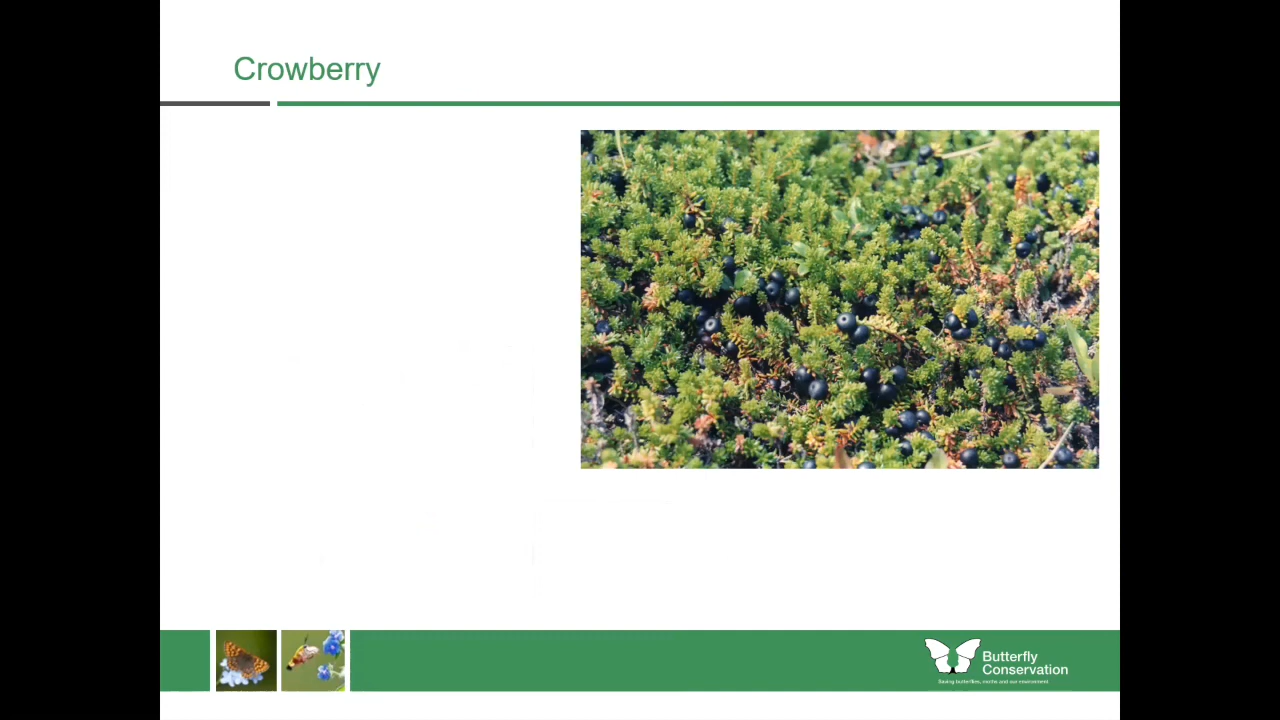 Crowberry
Butterfly
Conservation
Saving butterflies, moths and our environment